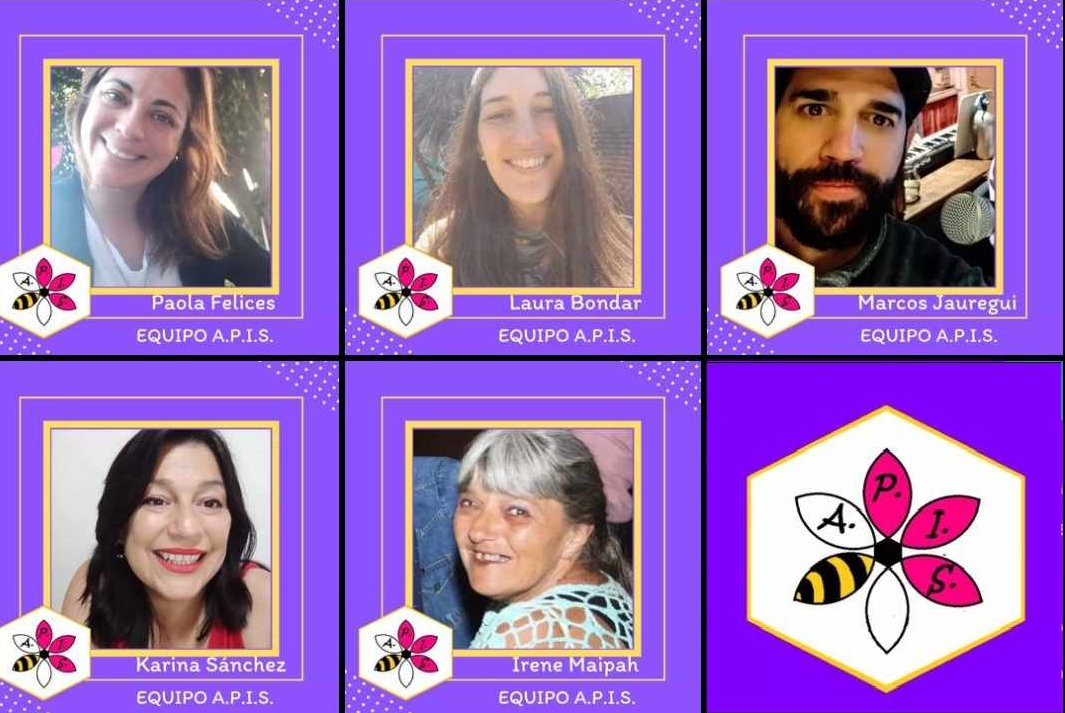 A. P. I. S.
Paola Felices
EQUIPO A.P.I.S.
A. P. I. S.
Laura Bondar
EQUIPO A.P.I.S.
A. P. I. S.
Marcos Jauregui
EQUIPO A.P.I.S.
A. P. I. S.
Karina Sánchez
EQUIPO A.P.I.S.
A. P. I. S.
Irene Maipah
EQUIPO A.P.I.S.
A. P. I. S.